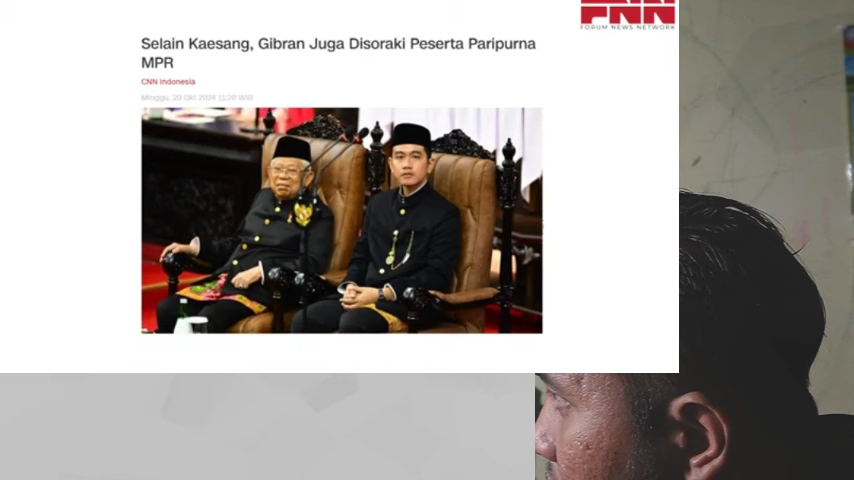 FNN
FORUM NEWS NETWORK
Selain Kaesang, Gibran Juga Disoraki Peserta Paripurna
MPR
CNN Indonesia
Minggu, 20 Okt 2024 11:20 WIB